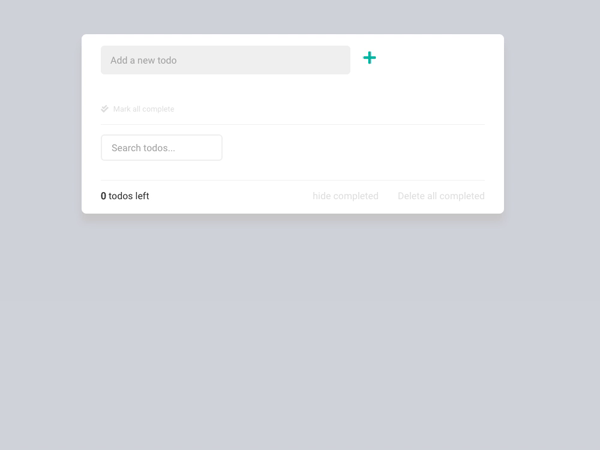 Add a new todo
Mark all complete
Search todos...
0 todos left hide completed Delete all completed